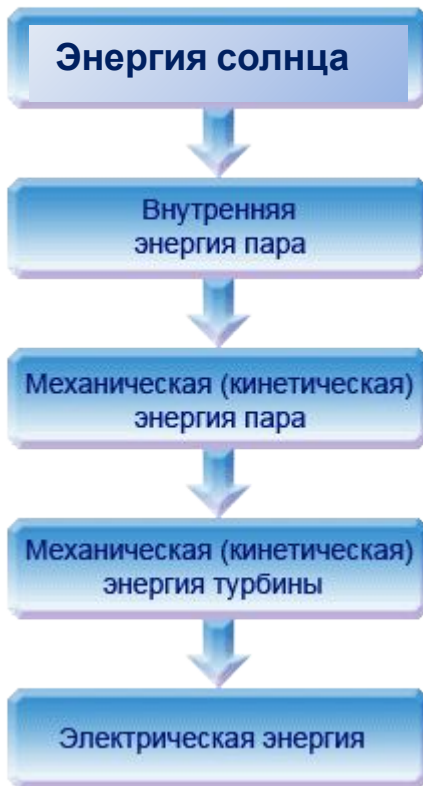 Энергия солнца
Внутренняя
энергия пара
Механическая (кинетическая)
энергия пара
Механическая (кинетическая)
энергия турбины
Электрическая энергия